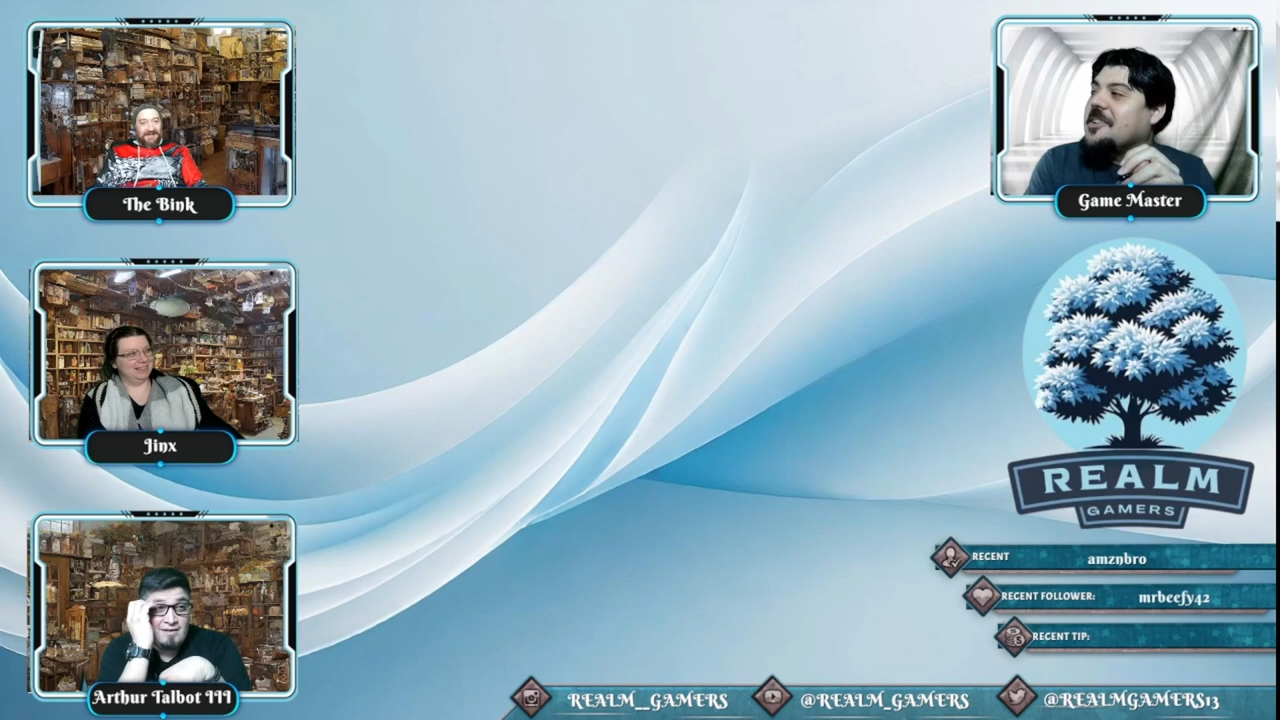 The Bink
Game Master
Jinx
REALM
GAMERS
RECENT amznbro
RECENT FOLLOWER: mrbeefy42
RECENT TIP:
Arthur Talbot III
REALM_GAMERS @REALM_GAMERS @REALMGAMERS13